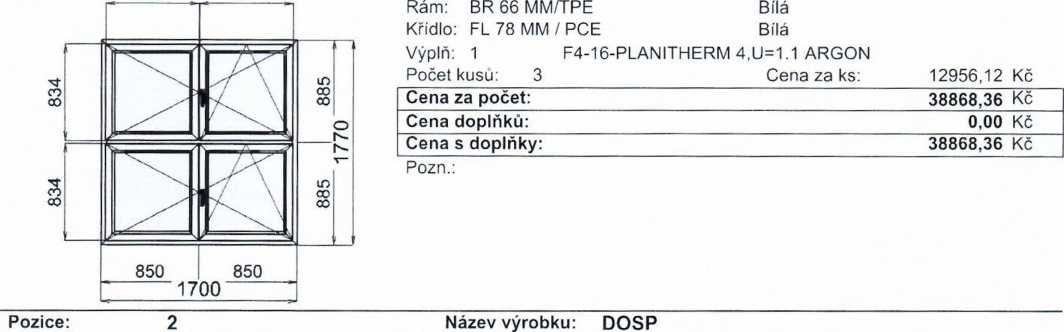 Rám: BR 66 MM/TPE Bílá
Křídlo: FL 78 MM / PCE Bílá
Výplň: 1 F4-16-PLANITHERM 4,U=1.1 ARGON
Počet kusů: 3 Cena za ks: 12956,12 Kč
Cena za počet: 38868,36 Kč
Cena doplňků: 0,00 Kč
Cena s doplňky: 38868,36 Kč
Pozn.:
834
885
1770
834
885
850 850
1700
Pozice: 2 Název výrobku: DOSP